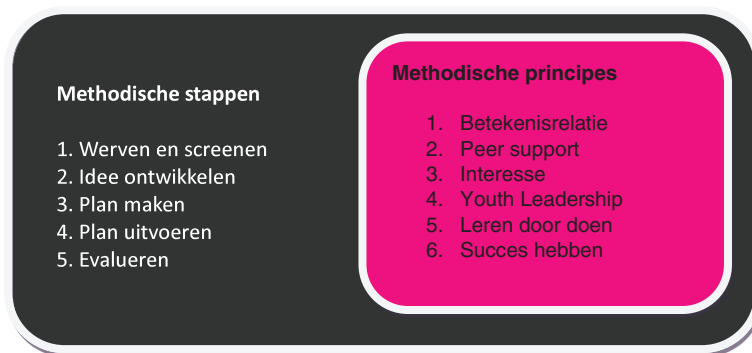 Methodische stappen
1. Werven en screenen
2. Idee ontwikkelen
3. Plan maken
4. Plan uitvoeren
5. Evalueren
Methodische principes
1. Betekenisrelatie
2. Peer support
3. Interesse
4. Youth Leadership
5. Leren door doen
6. Succes hebben